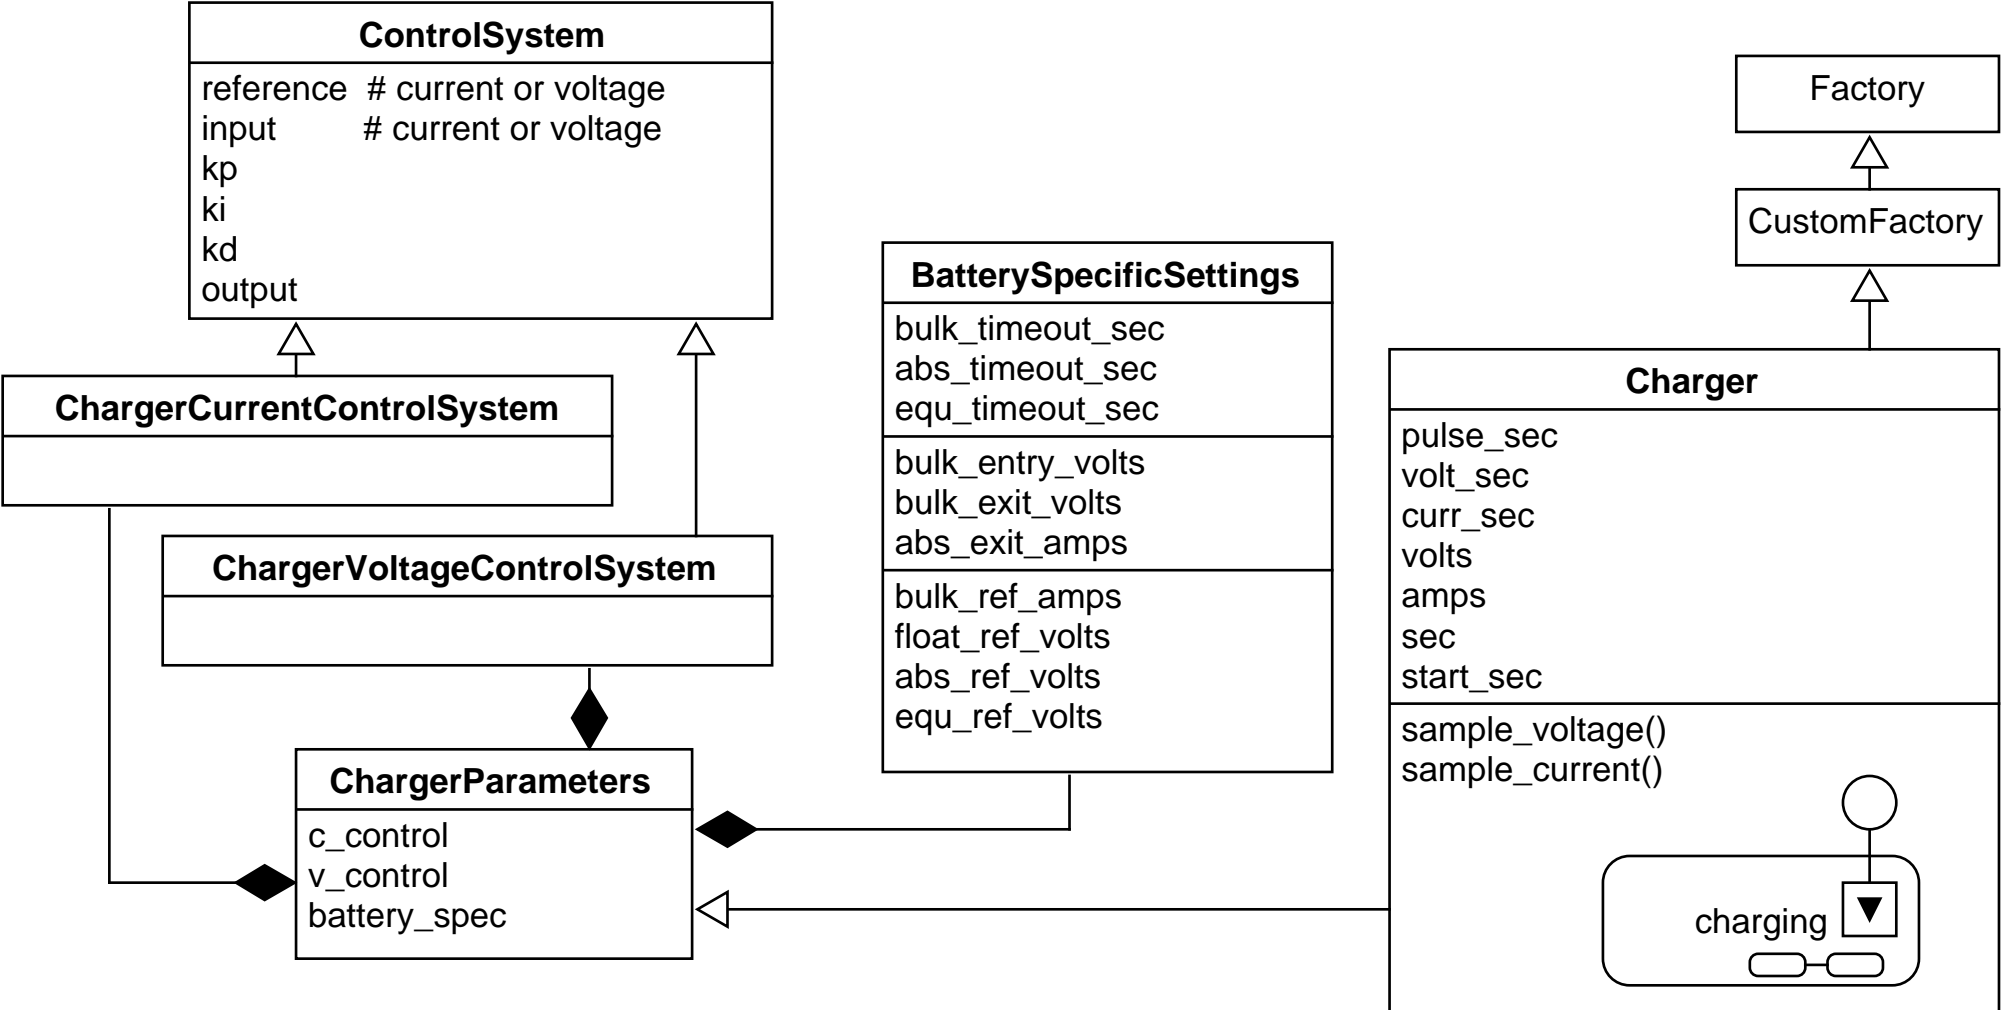 ControlSystem
reference  # current or voltage
input         # current or voltage
kp
ki
kd
output
ChargerCurrentControlSystem
ChargerVoltageControlSystem
ChargerParameters
c_control
v_control
battery_spec
BatterySpecificSettings
bulk_timeout_sec
abs_timeout_sec
equ_timeout_sec
bulk_entry_volts
bulk_exit_volts
abs_exit_amps
bulk_ref_amps
float_ref_volts
abs_ref_volts
equ_ref_volts
Factory
CustomFactory
Charger
pulse_sec
volt_sec
curr_sec
volts
amps
sec
start_sec
sample_voltage()
sample_current()
charging